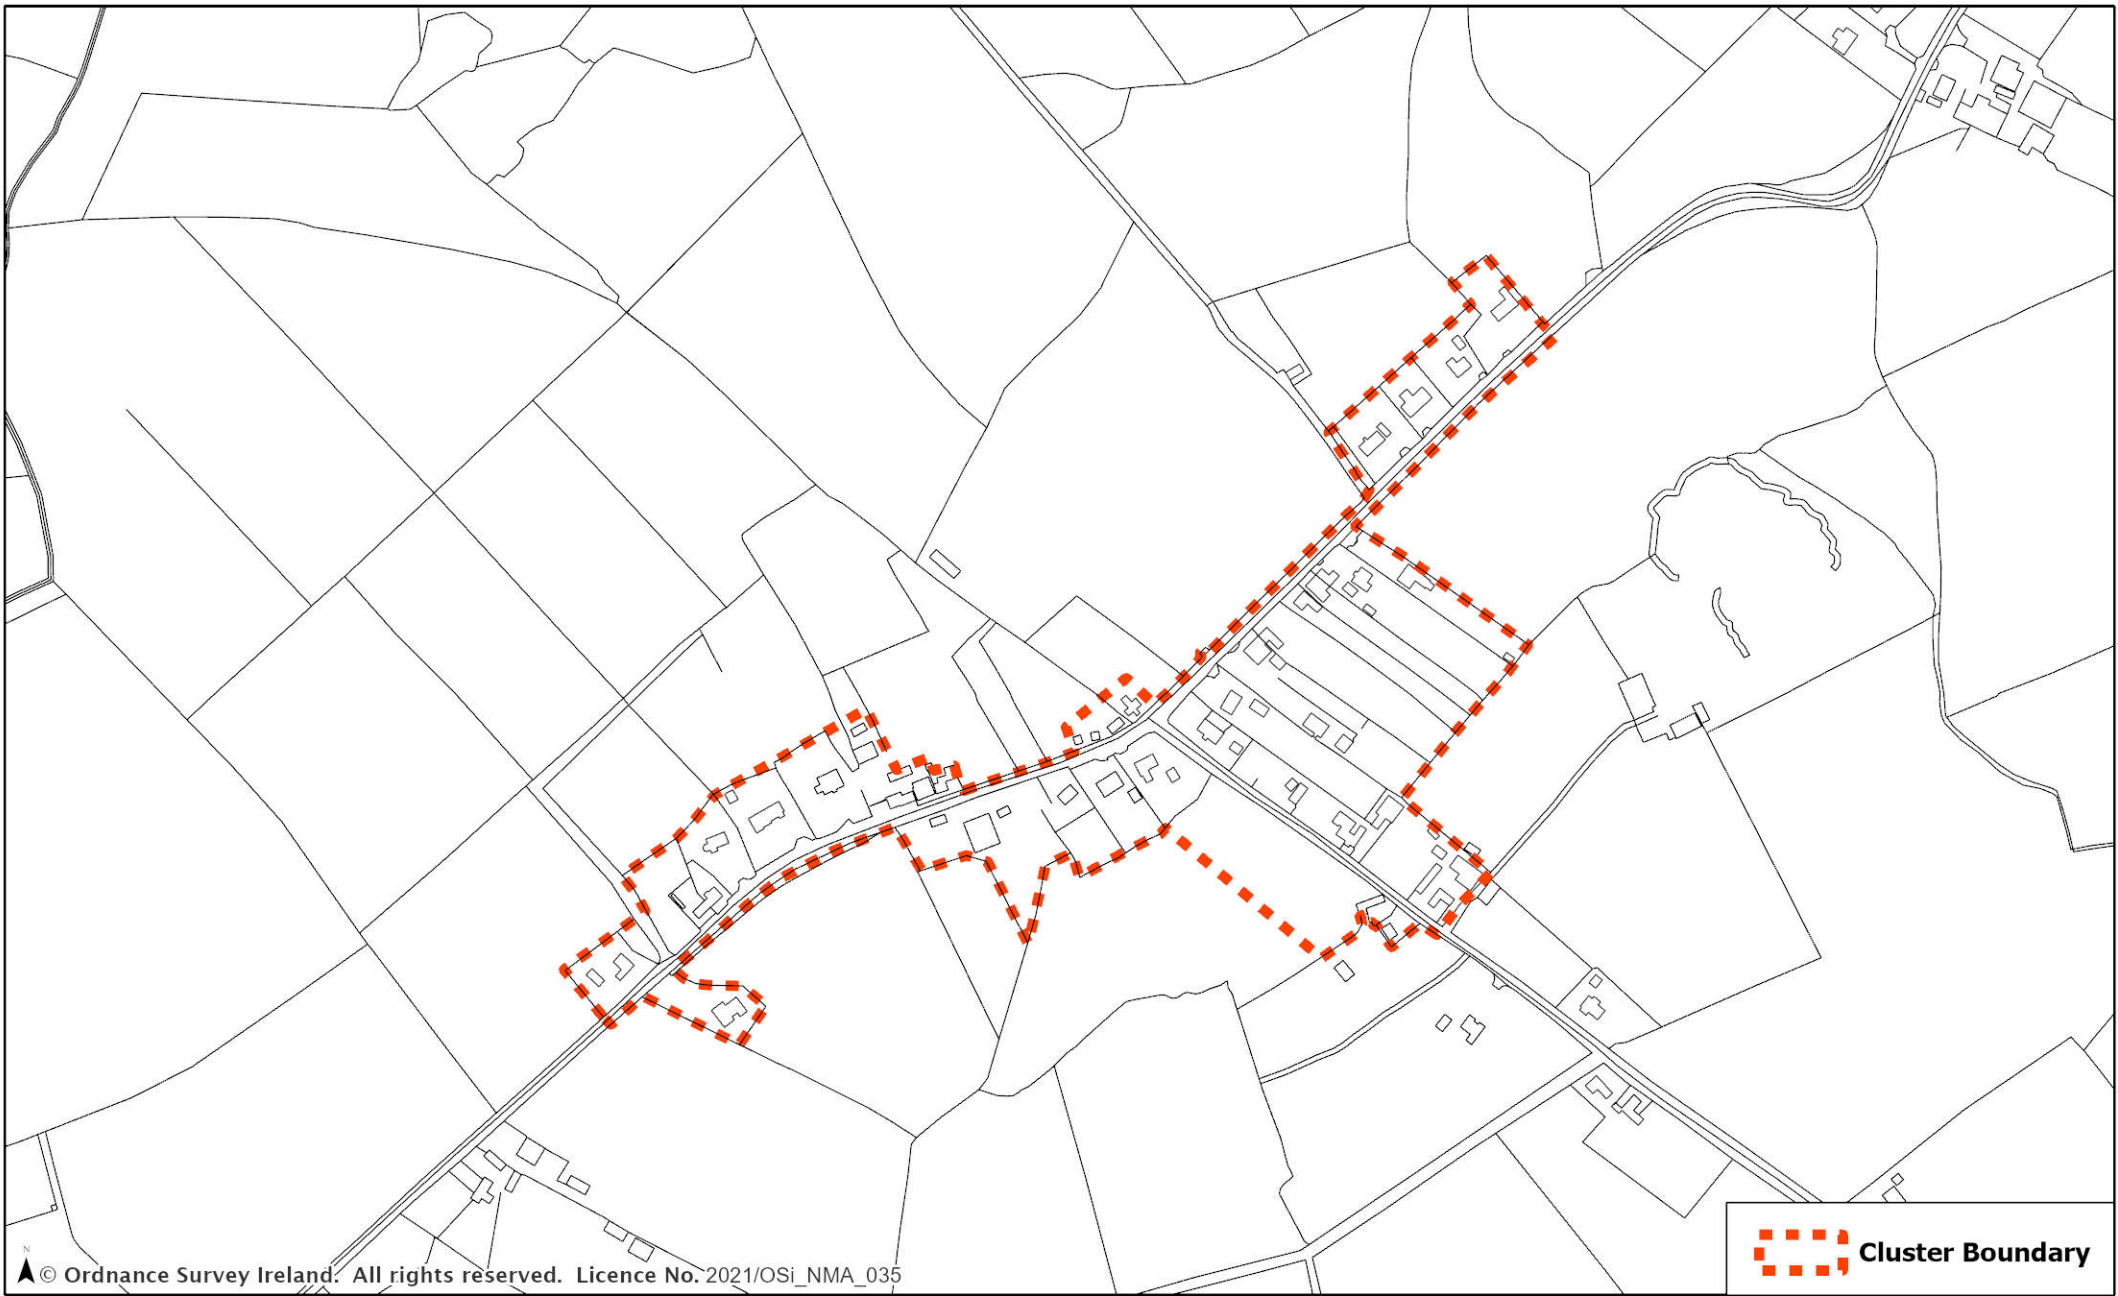 Cluster Boundary
N
© Ordnance Survey Ireland. All rights reserved. Licence No. 2021/OSi_NMA_035